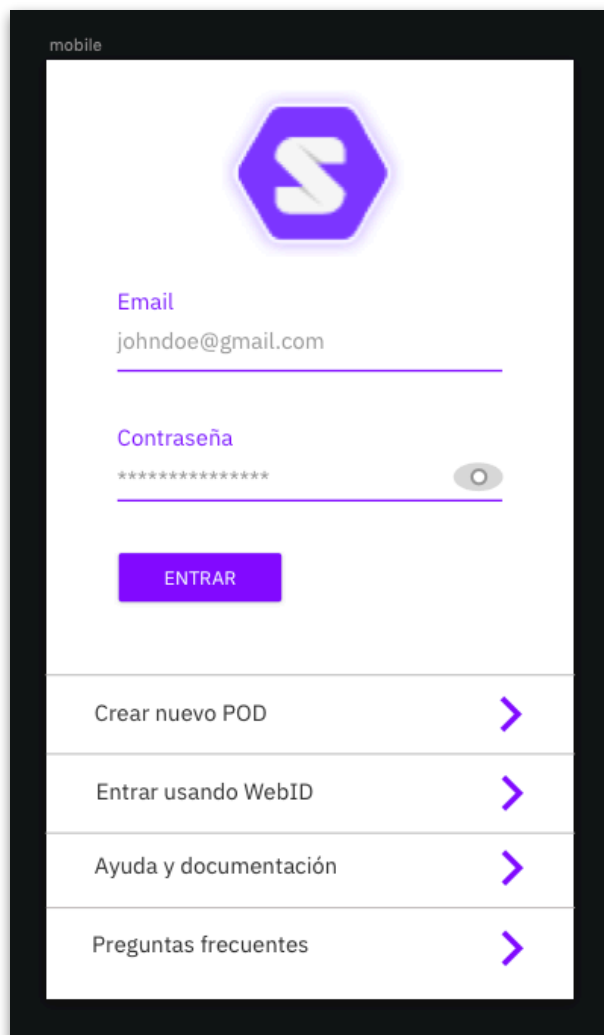 mobile
S
Email
johndoe@gmail.com
Contraseña
***************
ENTRAR
Crear nuevo POD
Entrar usando WebID
Ayuda y documentación
Preguntas frecuentes